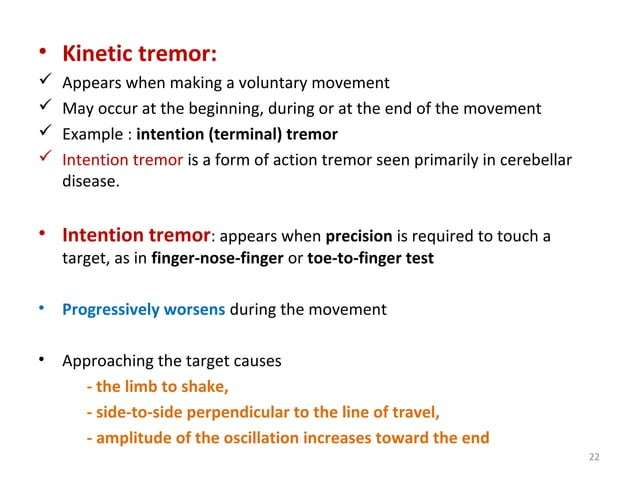 • Kinetic tremor:
✓ Appears when making a voluntary movement
✓ May occur at the beginning, during or at the end of the movement
✓ Example : intention (terminal) tremor
✓ Intention tremor is a form of action tremor seen primarily in cerebellar
disease.
• Intention tremor: appears when precision is required to touch a
target, as in finger-nose-finger or toe-to-finger test
• Progressively worsens during the movement
• Approaching the target causes
- the limb to shake,
- side-to-side perpendicular to the line of travel,
- amplitude of the oscillation increases toward the end
22